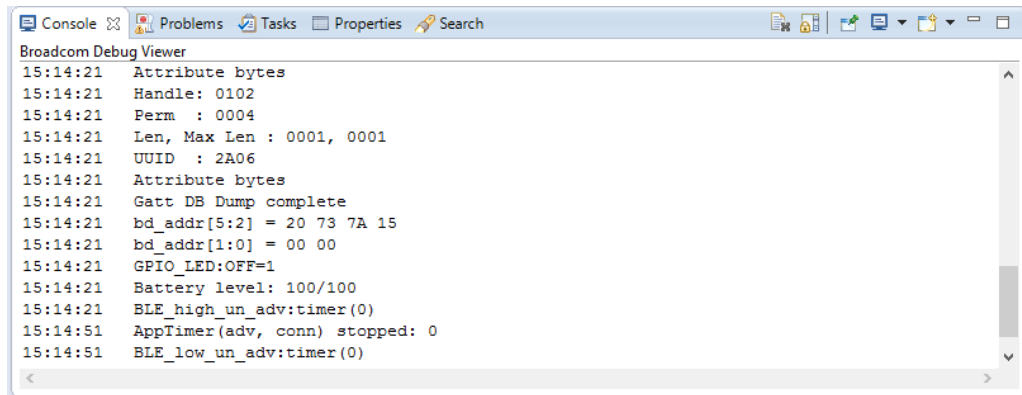 Console Problems Tasks Properties Search
Broadcom Debug Viewer
15:14:21 Attribute bytes
15:14:21 Handle: 0102
15:14:21 Perm : 0004
15:14:21 Len, Max Len : 0001, 0001
15:14:21 UUID : 2A06
15:14:21 Attribute bytes
15:14:21 Gatt DB Dump complete
15:14:21 bd_addr[5:2] = 20 73 7A 15
15:14:21 bd_addr[1:0] = 00 00
15:14:21 GPIO_LED:OFF=1
15:14:21 Battery level: 100/100
15:14:21 BLE_high_un_adv:timer(0)
15:14:51 AppTimer(adv, conn) stopped: 0
15:14:51 BLE_low_un_adv:timer(0)